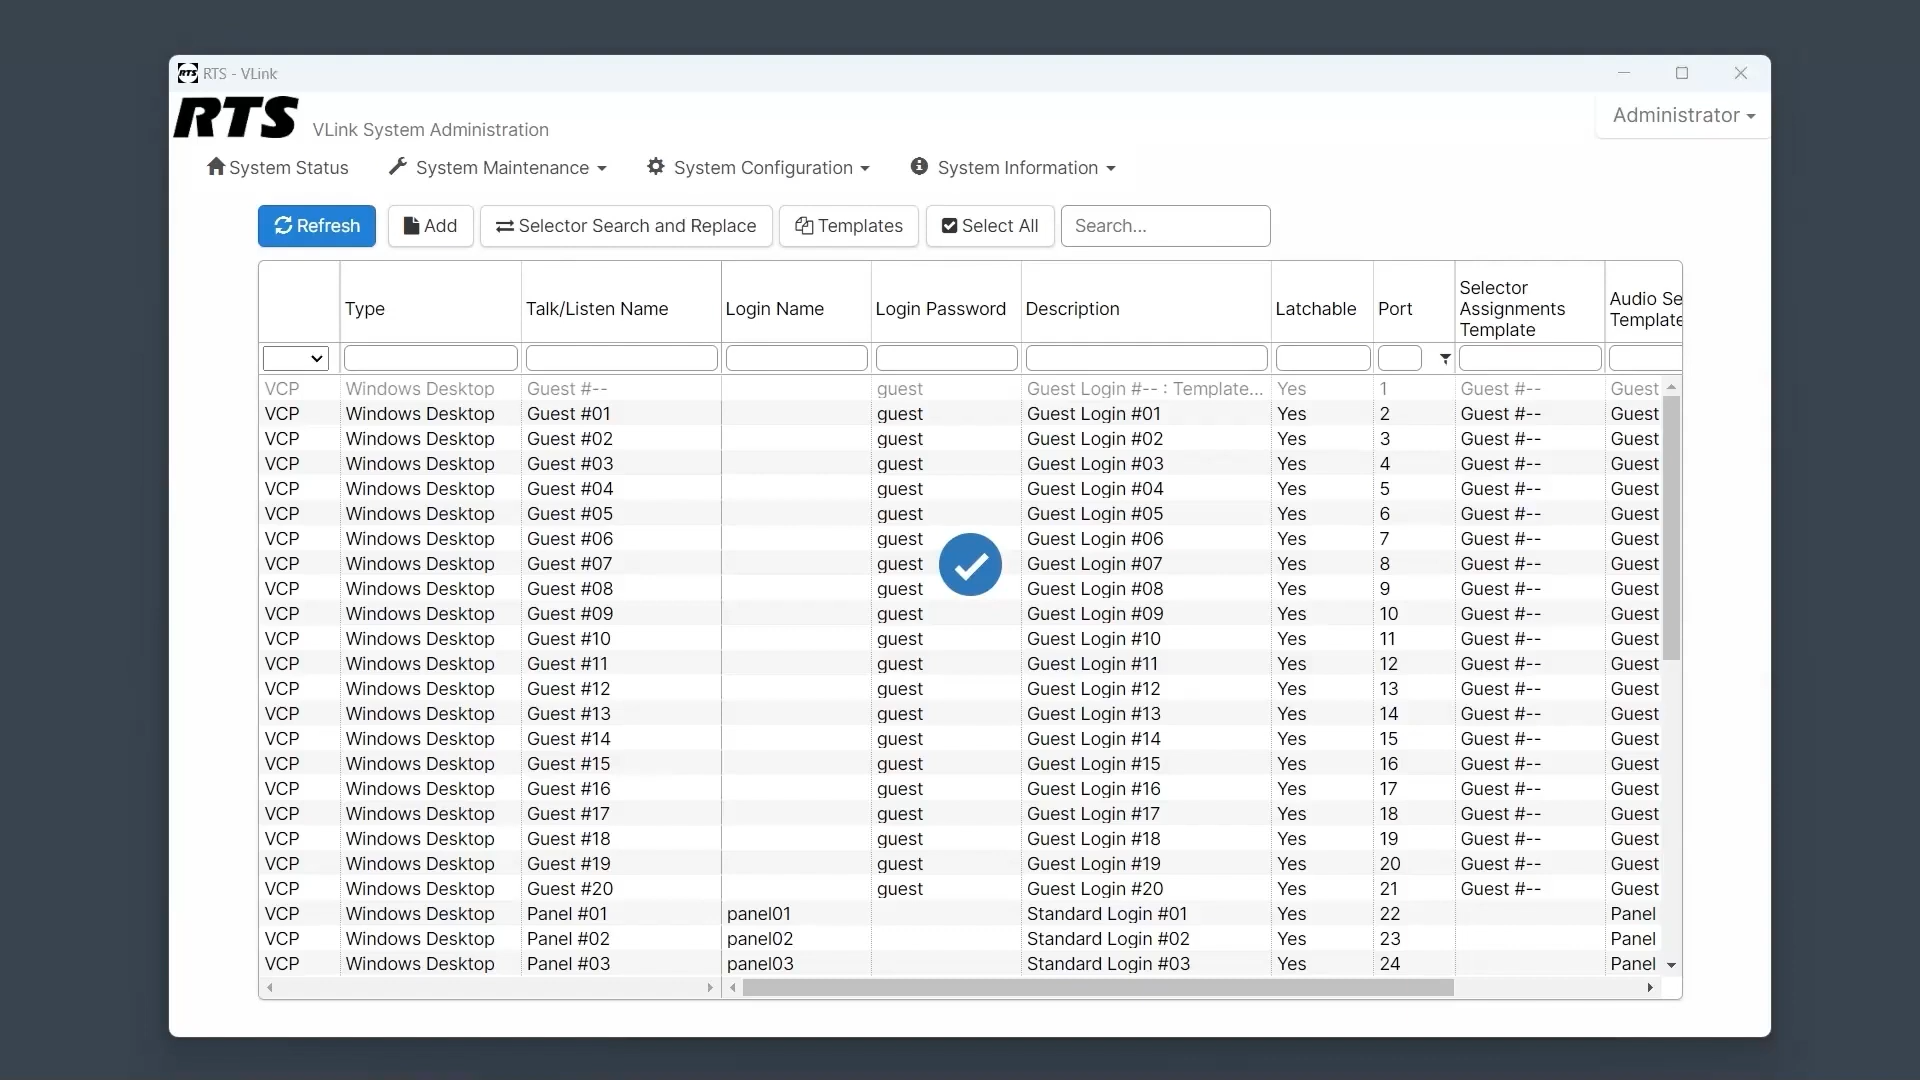 RTS - VLink
RTS VLink System Administration
Administrator
System Status System Maintenance System Configuration System Information
Refresh Add Selector Search and Replace Templates Select All Search...
Type Talk/Listen Name Login Name Login Password Description Latchable Port Selector Assignments Template Audio Se Template
VCP Windows Desktop Guest #-- guest Guest Login #-- : Template... Yes 1 Guest #-- Guest
VCP Windows Desktop Guest #01 guest Guest Login #01 Yes 2 Guest #-- Guest
VCP Windows Desktop Guest #02 guest Guest Login #02 Yes 3 Guest #-- Guest
VCP Windows Desktop Guest #03 guest Guest Login #03 Yes 4 Guest #-- Guest
VCP Windows Desktop Guest #04 guest Guest Login #04 Yes 5 Guest #-- Guest
VCP Windows Desktop Guest #05 guest Guest Login #05 Yes 6 Guest #-- Guest
VCP Windows Desktop Guest #06 guest Guest Login #06 Yes 7 Guest #-- Guest
VCP Windows Desktop Guest #07 guest Guest Login #07 Yes 8 Guest #-- Guest
VCP Windows Desktop Guest #08 guest Guest Login #08 Yes 9 Guest #-- Guest
VCP Windows Desktop Guest #09 guest Guest Login #09 Yes 10 Guest #-- Guest
VCP Windows Desktop Guest #10 guest Guest Login #10 Yes 11 Guest #-- Guest
VCP Windows Desktop Guest #11 guest Guest Login #11 Yes 12 Guest #-- Guest
VCP Windows Desktop Guest #12 guest Guest Login #12 Yes 13 Guest #-- Guest
VCP Windows Desktop Guest #13 guest Guest Login #13 Yes 14 Guest #-- Guest
VCP Windows Desktop Guest #14 guest Guest Login #14 Yes 15 Guest #-- Guest
VCP Windows Desktop Guest #15 guest Guest Login #15 Yes 16 Guest #-- Guest
VCP Windows Desktop Guest #16 guest Guest Login #16 Yes 17 Guest #-- Guest
VCP Windows Desktop Guest #17 guest Guest Login #17 Yes 18 Guest #-- Guest
VCP Windows Desktop Guest #18 guest Guest Login #18 Yes 19 Guest #-- Guest
VCP Windows Desktop Guest #19 guest Guest Login #19 Yes 20 Guest #-- Guest
VCP Windows Desktop Guest #20 guest Guest Login #20 Yes 21 Guest #-- Guest
VCP Windows Desktop Panel #01 panel01 Standard Login #01 Yes 22 Panel
VCP Windows Desktop Panel #02 panel02 Standard Login #02 Yes 23 Panel
VCP Windows Desktop Panel #03 panel03 Standard Login #03 Yes 24 Panel